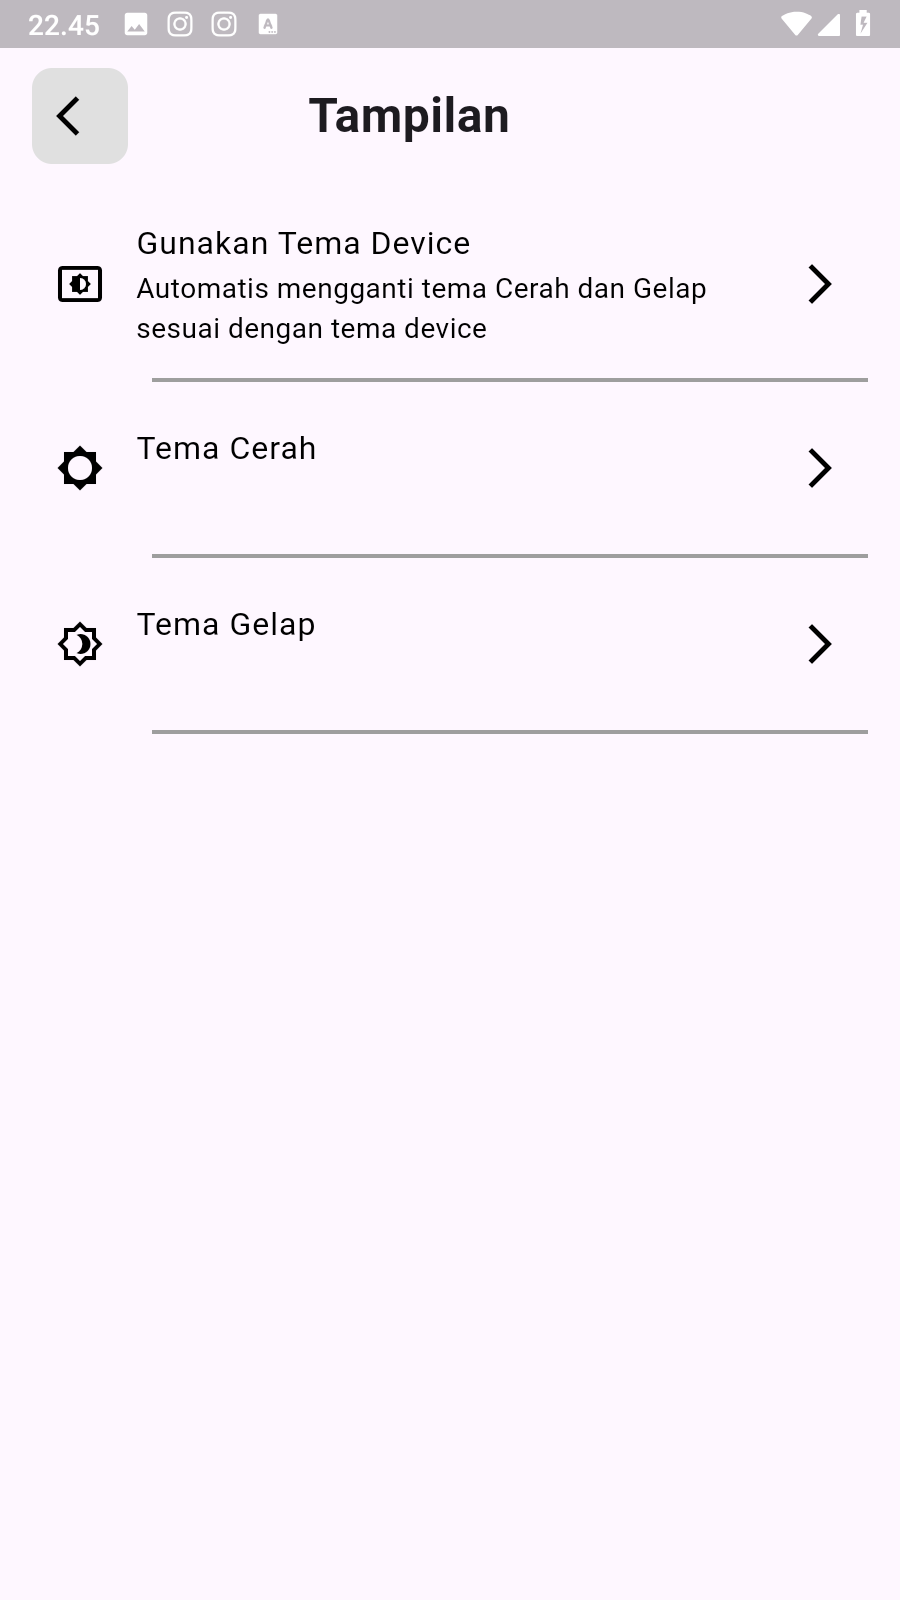 22.45
Tampilan
Gunakan Tema Device
Automatis mengganti tema Cerah dan Gelap
sesuai dengan tema device
Tema Cerah
Tema Gelap